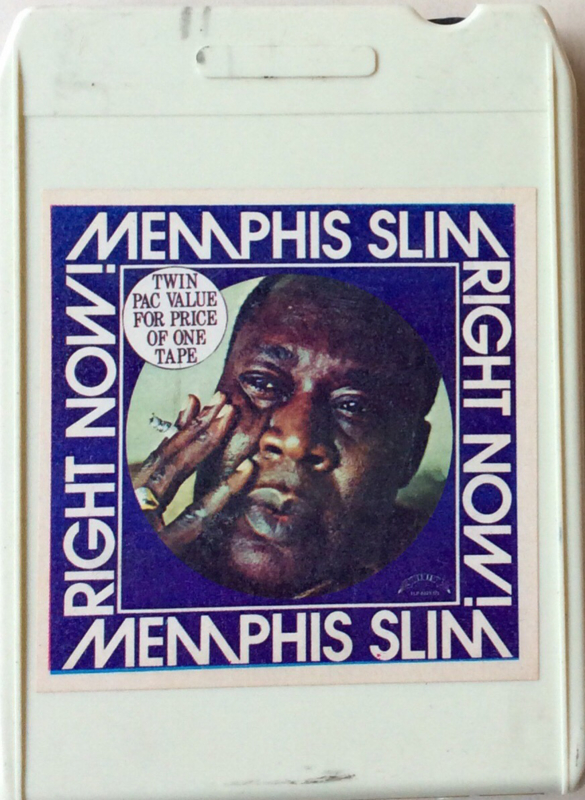 MEMPHIS SLIM
RIGHT NOW!
TWIN
PAC VALUE
FOR PRICE
OF ONE
TAPE
RIGHT NOW!
MEMPHIS SLIM